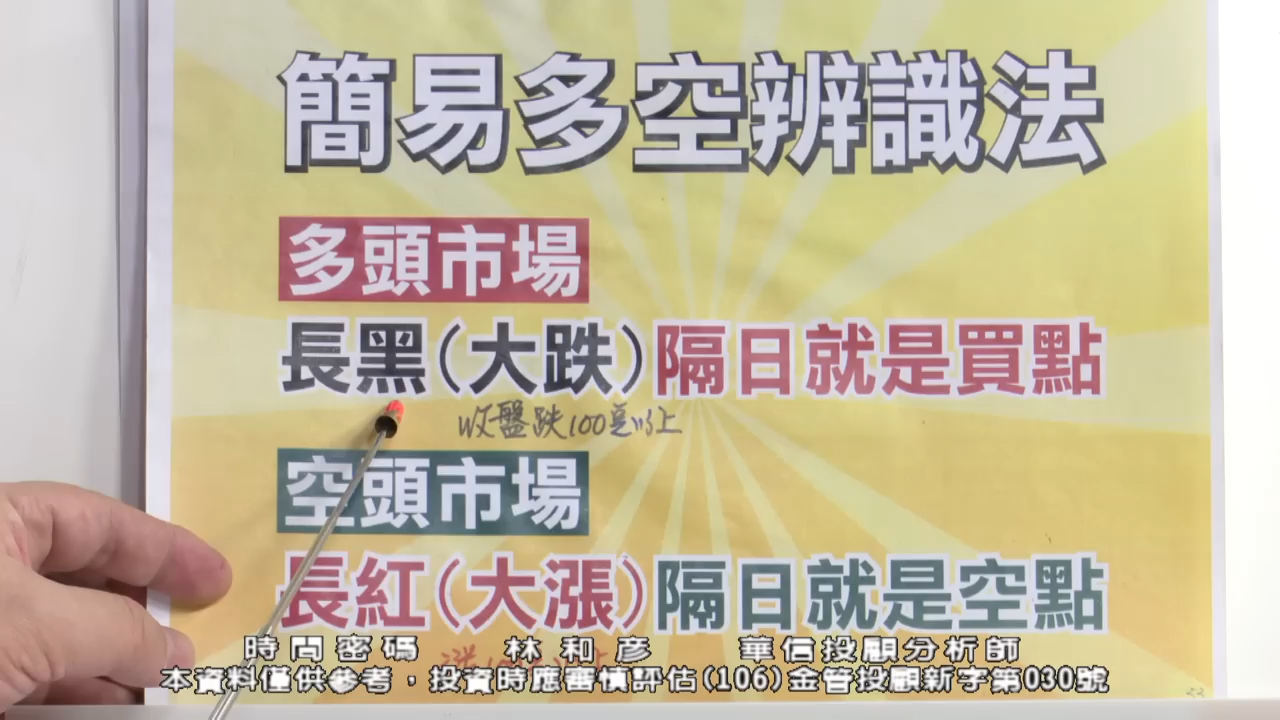 簡易多空辨識法
多頭市場
長黑(大跌)隔日就是買點
收盤跌100点以上
空頭市場
長紅(大漲)隔日就是空點
時間密碼 林和彥 華信投顧分析師
本資料僅供參考，投資時應審慎評估(106)金管投顧新字第030號